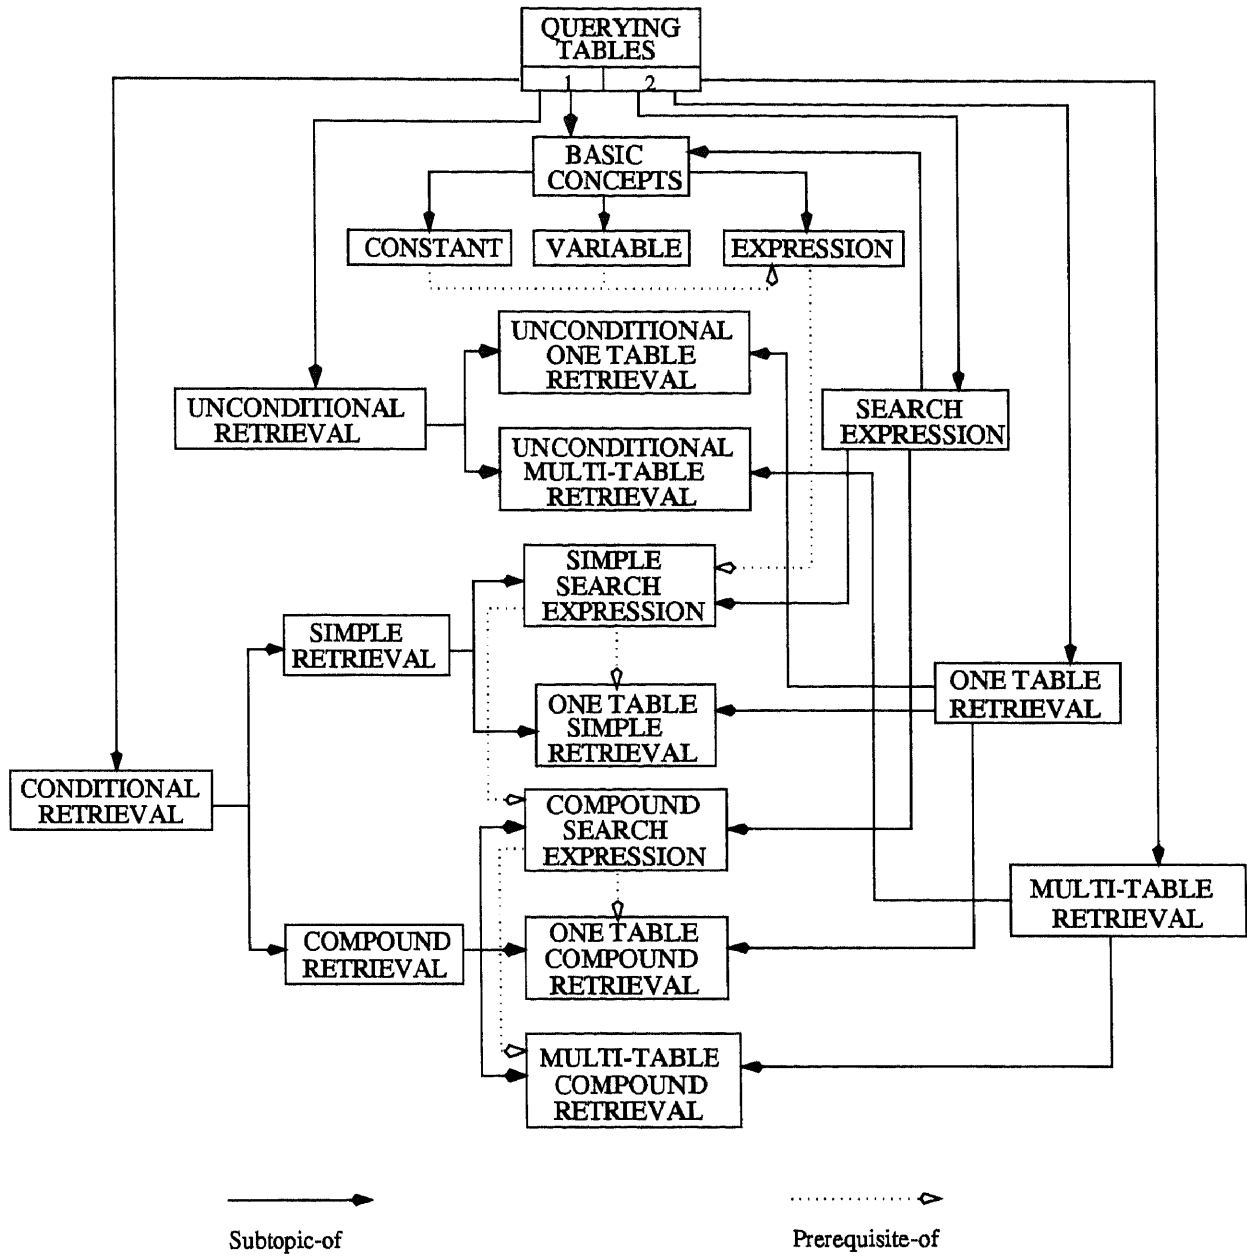 QUERYING
TABLES
1
2
BASIC
CONCEPTS
CONSTANT
VARIABLE
EXPRESSION
UNCONDITIONAL
ONE TABLE
RETRIEVAL
UNCONDITIONAL
RETRIEVAL
SEARCH
EXPRESSION
UNCONDITIONAL
MULTI-TABLE
RETRIEVAL
SIMPLE
SEARCH
EXPRESSION
SIMPLE
RETRIEVAL
ONE TABLE
SIMPLE
RETRIEVAL
ONE TABLE
RETRIEVAL
CONDITIONAL
RETRIEVAL
COMPOUND
SEARCH
EXPRESSION
MULTI-TABLE
RETRIEVAL
COMPOUND
RETRIEVAL
ONE TABLE
COMPOUND
RETRIEVAL
MULTI-TABLE
COMPOUND
RETRIEVAL
Subtopic-of
Prerequisite-of